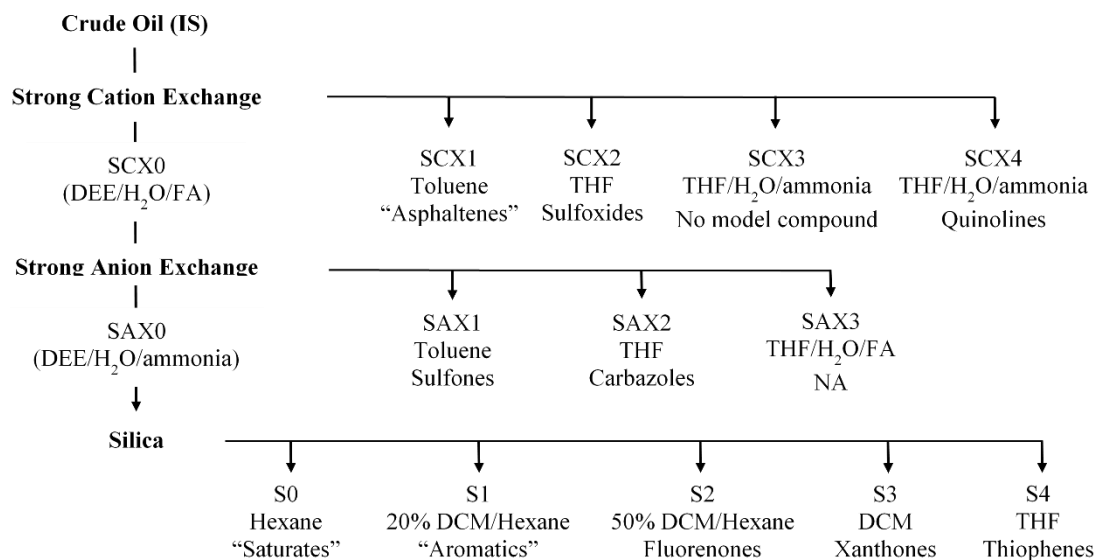 Crude Oil (IS)
Strong Cation Exchange
SCX0
(DEE/H₂O/FA)
SCX1
Toluene
“Asphaltenes”
SCX2
THF
Sulfoxides
SCX3
THF/H₂O/ammonia
No model compound
SCX4
THF/H₂O/ammonia
Quinolines
Strong Anion Exchange
SAX0
(DEE/H₂O/ammonia)
SAX1
Toluene
Sulfones
SAX2
THF
Carbazoles
SAX3
THF/H₂O/FA
NA
Silica
S0
Hexane
“Saturates”
S1
20% DCM/Hexane
“Aromatics”
S2
50% DCM/Hexane
Fluorenones
S3
DCM
Xanthones
S4
THF
Thiophenes